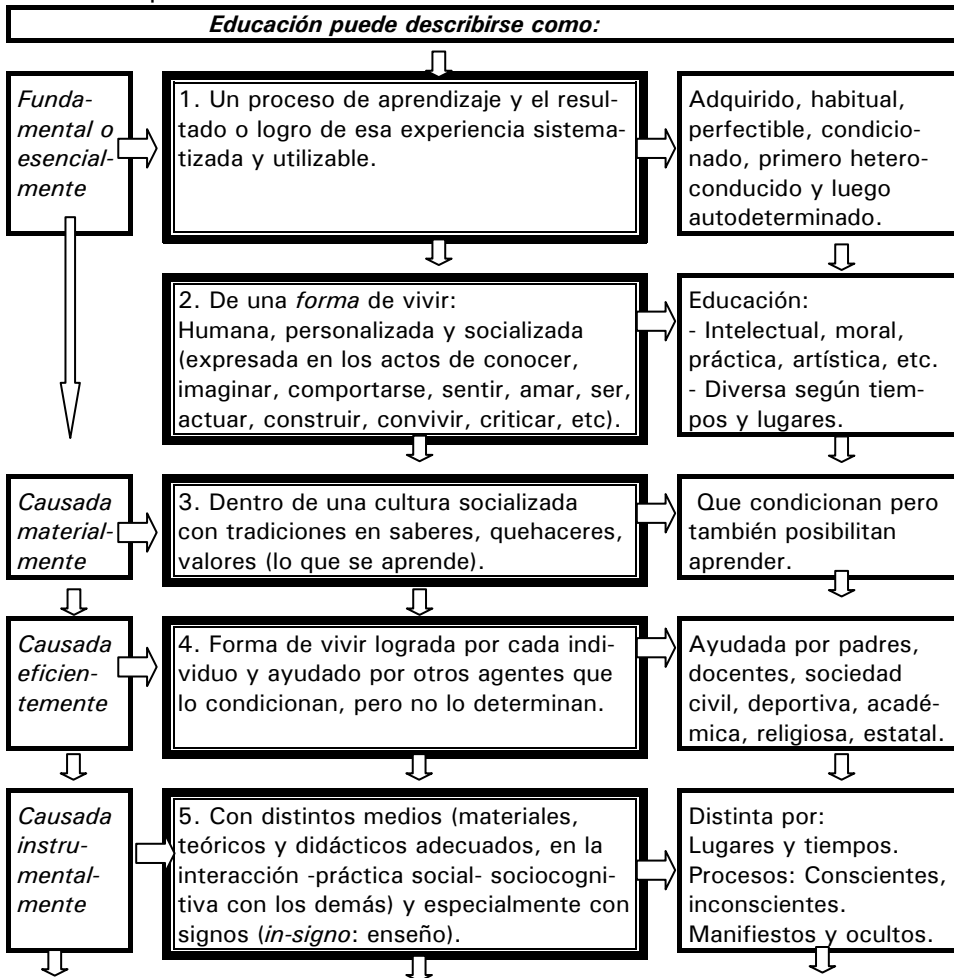 Educación puede describirse como:
Funda-
mental o
esencial-
mente
1. Un proceso de aprendizaje y el resul-
tado o logro de esa experiencia sistema-
tizada y utilizable.
Adquirido, habitual,
perfectible, condicio-
nado, primero hetero-
conducido y luego
autodeterminado.
2. De una forma de vivir:
Humana, personalizada y socializada
(expresada en los actos de conocer,
imaginar, comportarse, sentir, amar, ser,
actuar, construir, convivir, criticar, etc).
Educación:
- Intelectual, moral,
práctica, artística, etc.
- Diversa según tiem-
pos y lugares.
Causada
material-
mente
3. Dentro de una cultura socializada
con tradiciones en saberes, quehaceres,
valores (lo que se aprende).
Que condicionan pero
también posibilitan
aprender.
Causada
eficien-
temente
4. Forma de vivir lograda por cada indi-
viduo y ayudado por otros agentes que
lo condicionan, pero no lo determinan.
Ayudada por padres,
docentes, sociedad
civil, deportiva, acadé-
mica, religiosa, estatal.
Causada
instru-
mental-
mente
5. Con distintos medios (materiales,
teóricos y didácticos adecuados, en la
interacción -práctica social- sociocogni-
tiva con los demás) y especialmente con
signos (in-signo: enseño).
Distinta por:
Lugares y tiempos.
Procesos: Conscientes,
inconscientes.
Manifiestos y ocultos.